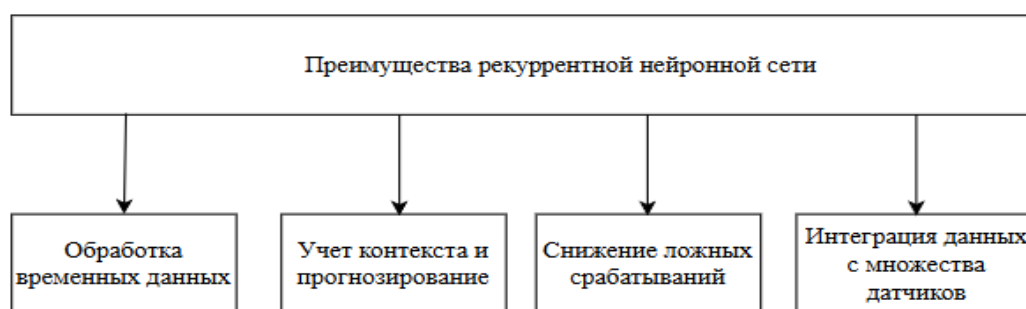 Преимущества рекуррентной нейронной сети
Обработка
временных данных
Учет контекста и
прогнозирование
Снижение ложных
срабатываний
Интеграция данных
с множества
датчиков